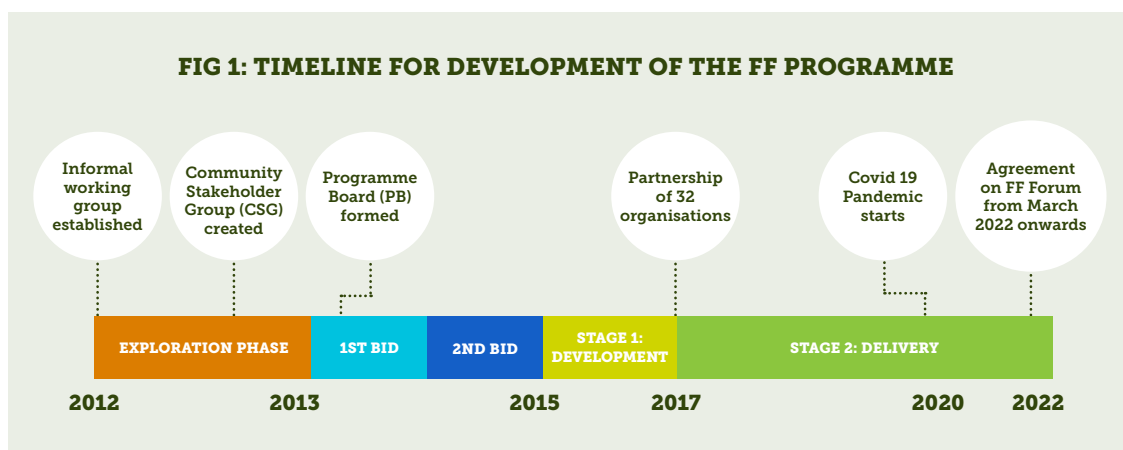 FIG 1: TIMELINE FOR DEVELOPMENT OF THE FF PROGRAMME
Informal
working
group
established
Community
Stakeholder
Group (CSG)
created
Programme
Board (PB)
formed
Partnership
of 32
organisations
Covid 19
Pandemic
starts
Agreement
on FF Forum
from March
2022 onwards
EXPLORATION PHASE
1ST BID
2ND BID
STAGE 1:
DEVELOPMENT
STAGE 2: DELIVERY
2012
2013
2015
2017
2020
2022